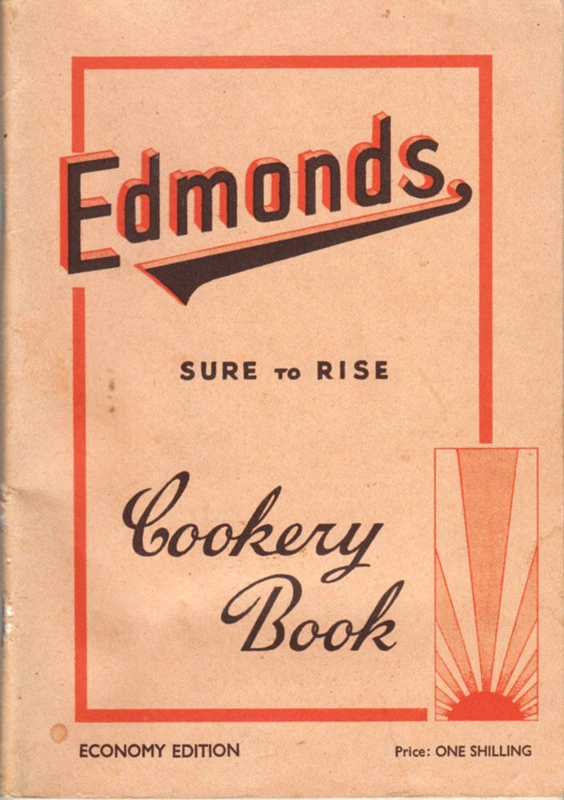 Edmonds
SURE TO RISE
Cookery
Book
ECONOMY EDITION
Price: ONE SHILLING